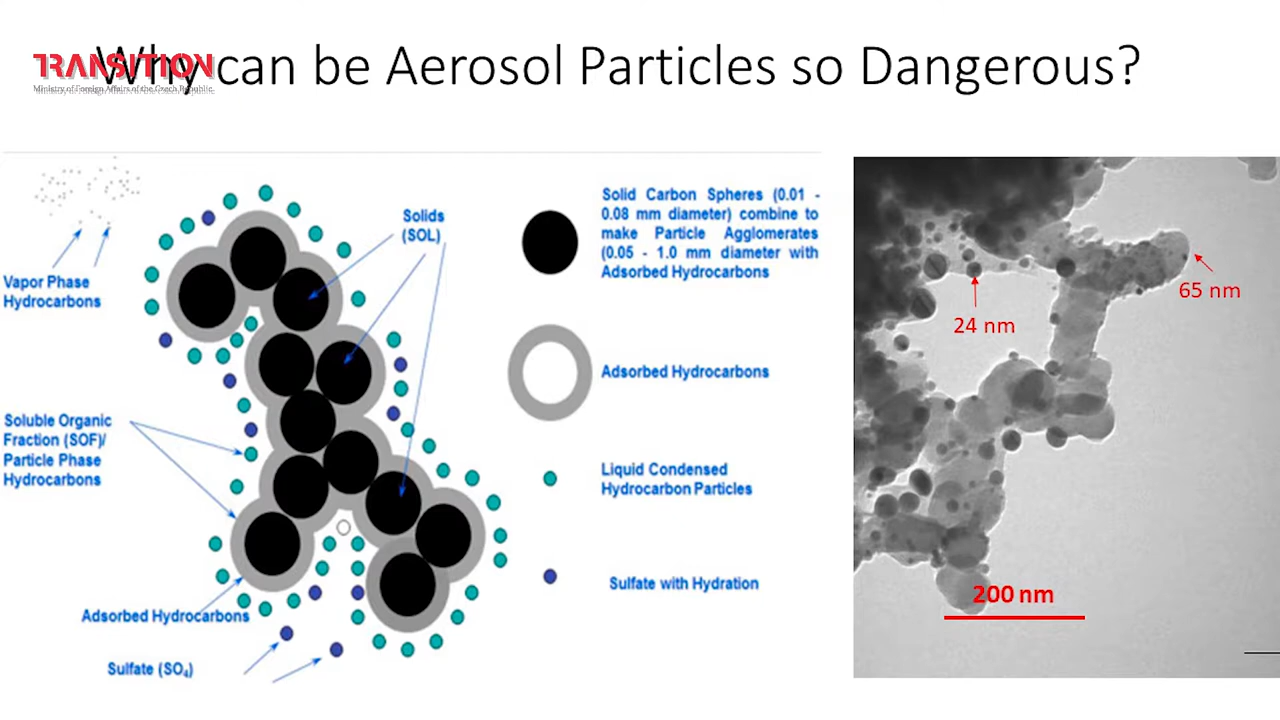 Why can be Aerosol Particles so Dangerous?
TRANSITION
Ministry of Foreign Affairs of the Czech Republic
Vapor Phase
Hydrocarbons
Solids
(SOL)
Soluble Organic
Fraction (SOF)/
Particle Phase
Hydrocarbons
Adsorbed Hydrocarbons
Sulfate (SO₄)
Solid Carbon Spheres (0.01 -
0.08 mm diameter) combine to
make Particle Agglomerates
(0.05 - 1.0 mm diameter with
Adsorbed Hydrocarbons
Adsorbed Hydrocarbons
Liquid Condensed
Hydrocarbon Particles
Sulfate with Hydration
65 nm
24 nm
200 nm